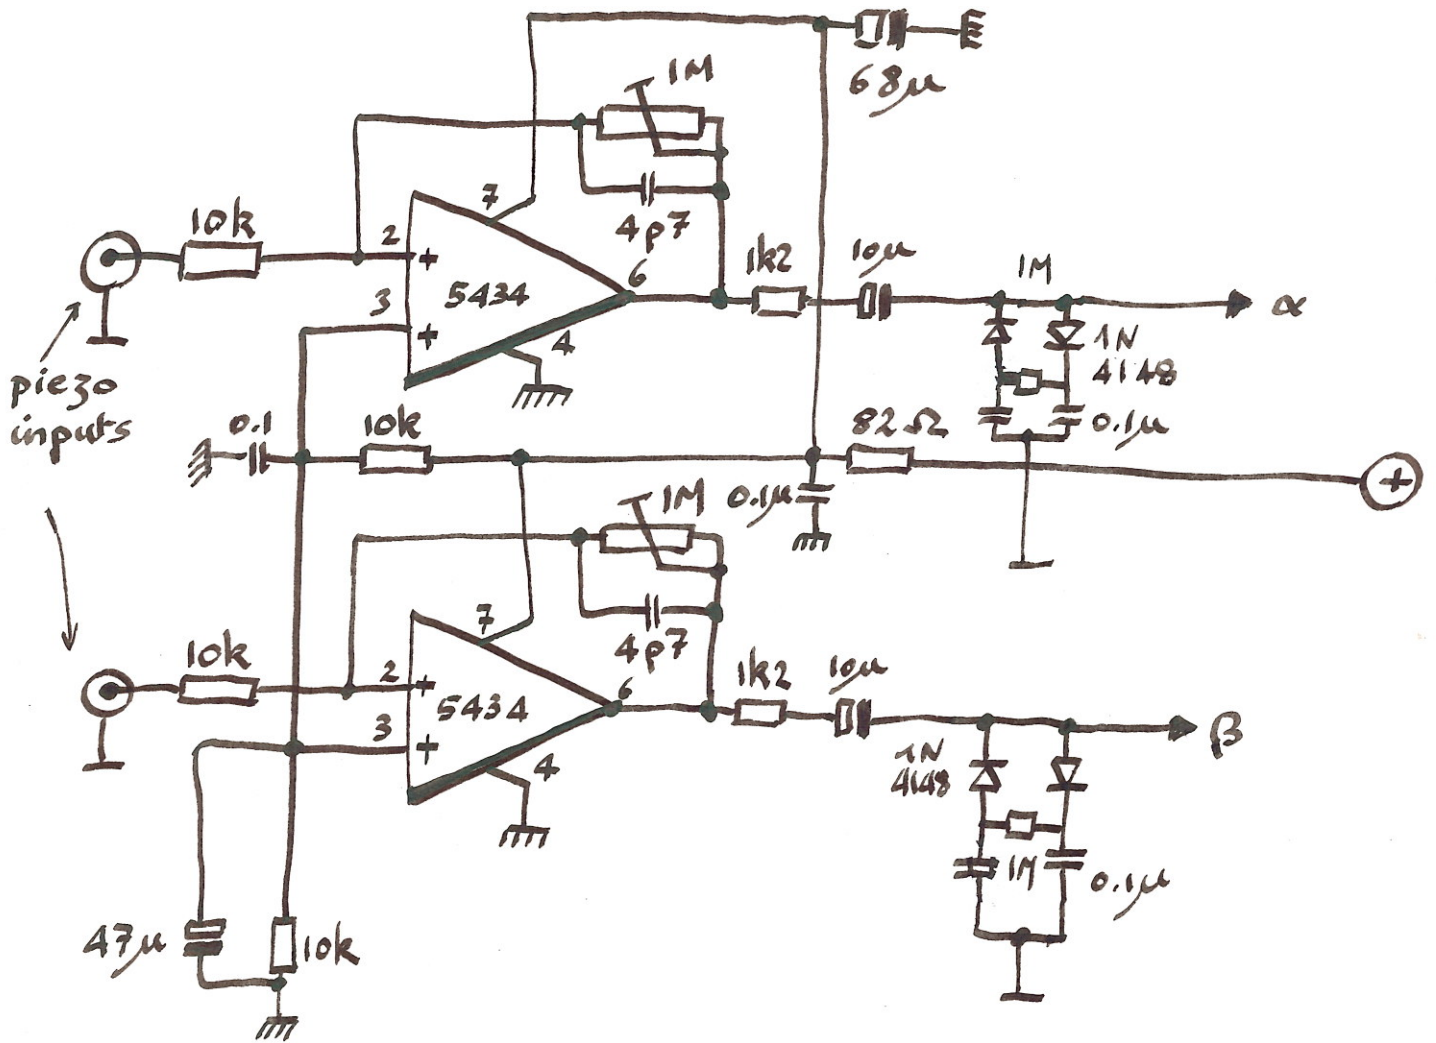 1M
68µ
7
10k
4p7
2
+
5434
6
1k2
10µ
1M
α
3
+
4
1N
4148
piezo
inputs
0.1
10k
82Ω
0.1µ
+
0.1µ
1M
7
10k
4p7
2
+
5434
6
1k2
10µ
β
3
+
4
1N
4148
1M
0.1µ
47µ
10k